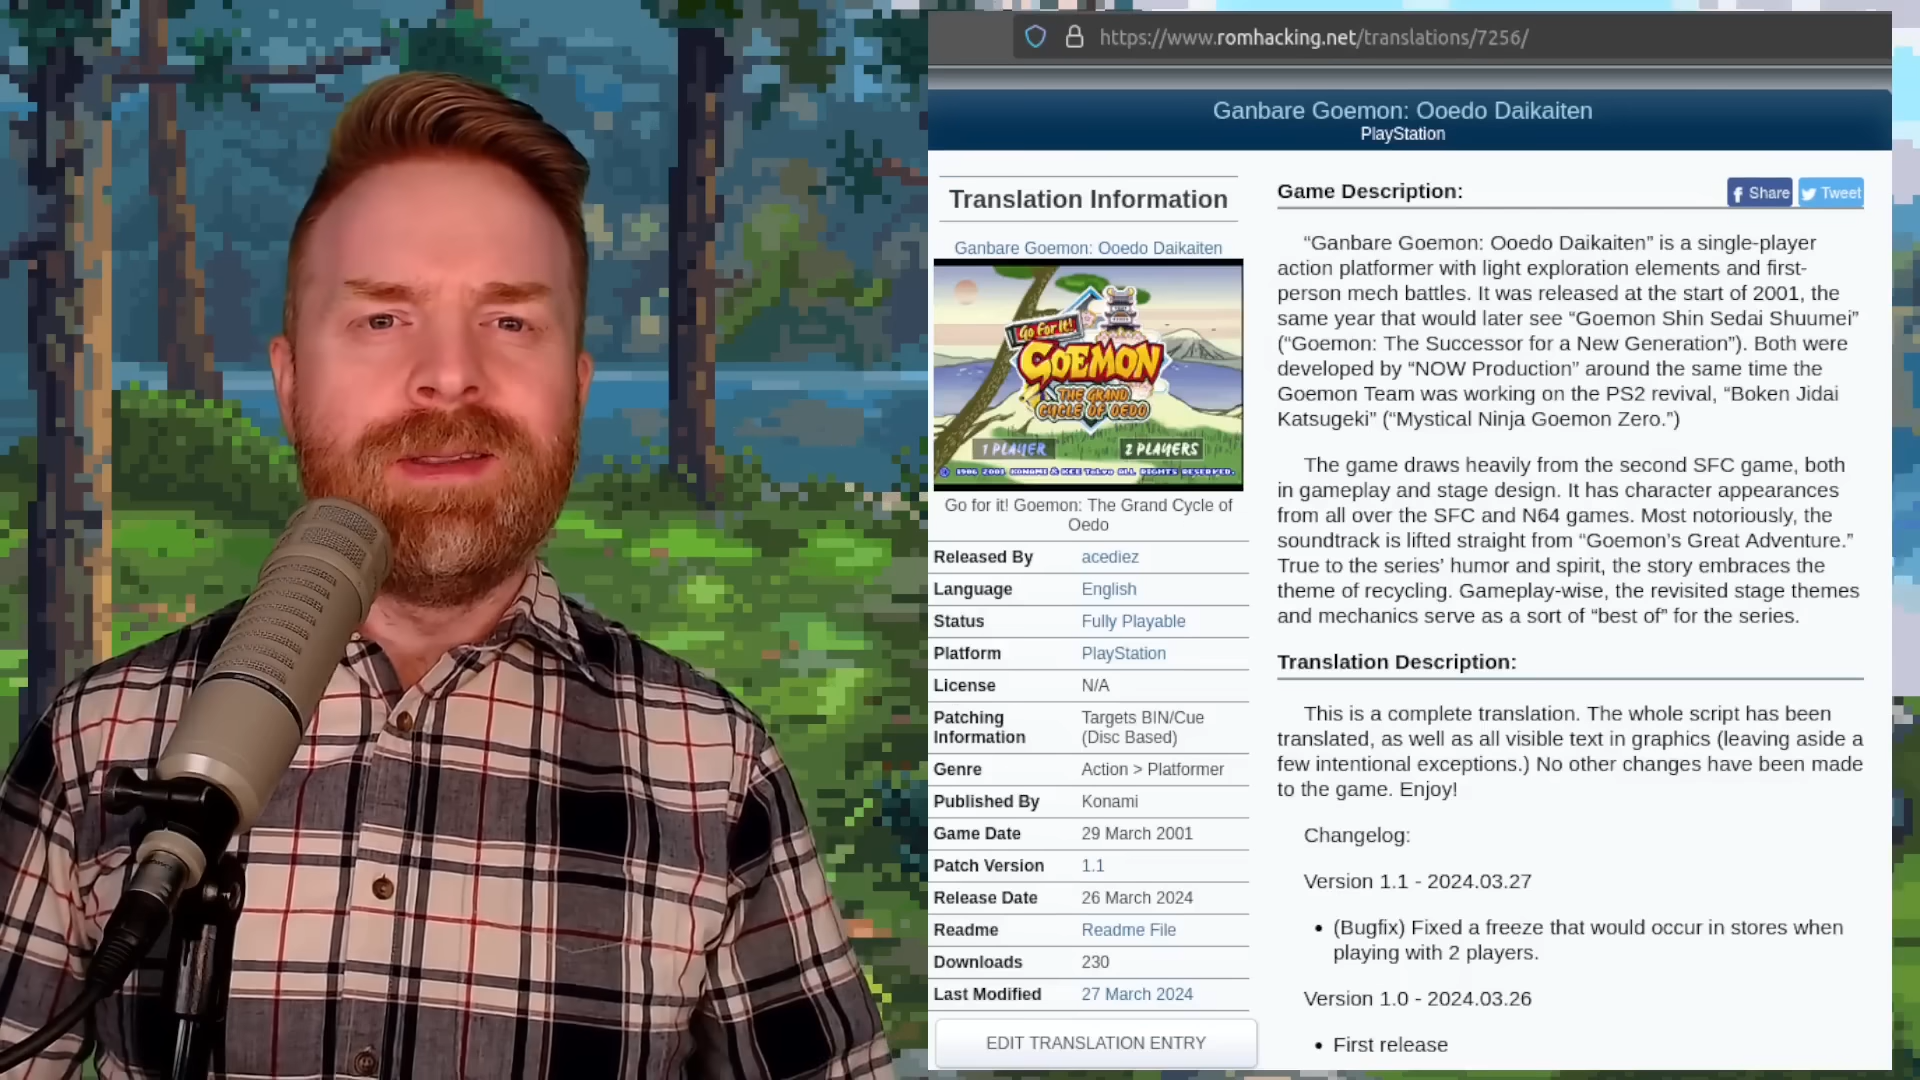 https://www.romhacking.net/translations/7256/
Ganbare Goemon: Ooedo Daikaiten
PlayStation
Translation Information
Ganbare Goemon: Ooedo Daikaiten
Go For It!
GOEMON
THE GRAND
CYCLE OF OEDO
1 PLAYER
2 PLAYERS
© 1986 2001 KONAMI & KCE Tokyo ALL RIGHTS RESERVED.
Go for it! Goemon: The Grand Cycle of
Oedo
Released By acediez
Language English
Status Fully Playable
Platform PlayStation
License N/A
Patching Information Targets BIN/Cue (Disc Based)
Genre Action > Platformer
Published By Konami
Game Date 29 March 2001
Patch Version 1.1
Release Date 26 March 2024
Readme Readme File
Downloads 230
Last Modified 27 March 2024
EDIT TRANSLATION ENTRY
Game Description:
Share
Tweet
“Ganbare Goemon: Ooedo Daikaiten” is a single-player
action platformer with light exploration elements and first-
person mech battles. It was released at the start of 2001, the
same year that would later see “Goemon Shin Sedai Shuumei”
(“Goemon: The Successor for a New Generation”). Both were
developed by “NOW Production” around the same time the
Goemon Team was working on the PS2 revival, “Boken Jidai
Katsugeki” (“Mystical Ninja Goemon Zero.”)
The game draws heavily from the second SFC game, both
in gameplay and stage design. It has character appearances
from all over the SFC and N64 games. Most notoriously, the
soundtrack is lifted straight from “Goemon’s Great Adventure.”
True to the series’ humor and spirit, the story embraces the
theme of recycling. Gameplay-wise, the revisited stage themes
and mechanics serve as a sort of “best of” for the series.
Translation Description:
This is a complete translation. The whole script has been
translated, as well as all visible text in graphics (leaving aside a
few intentional exceptions.) No other changes have been made
to the game. Enjoy!
Changelog:
Version 1.1 - 2024.03.27
• (Bugfix) Fixed a freeze that would occur in stores when
playing with 2 players.
Version 1.0 - 2024.03.26
• First release